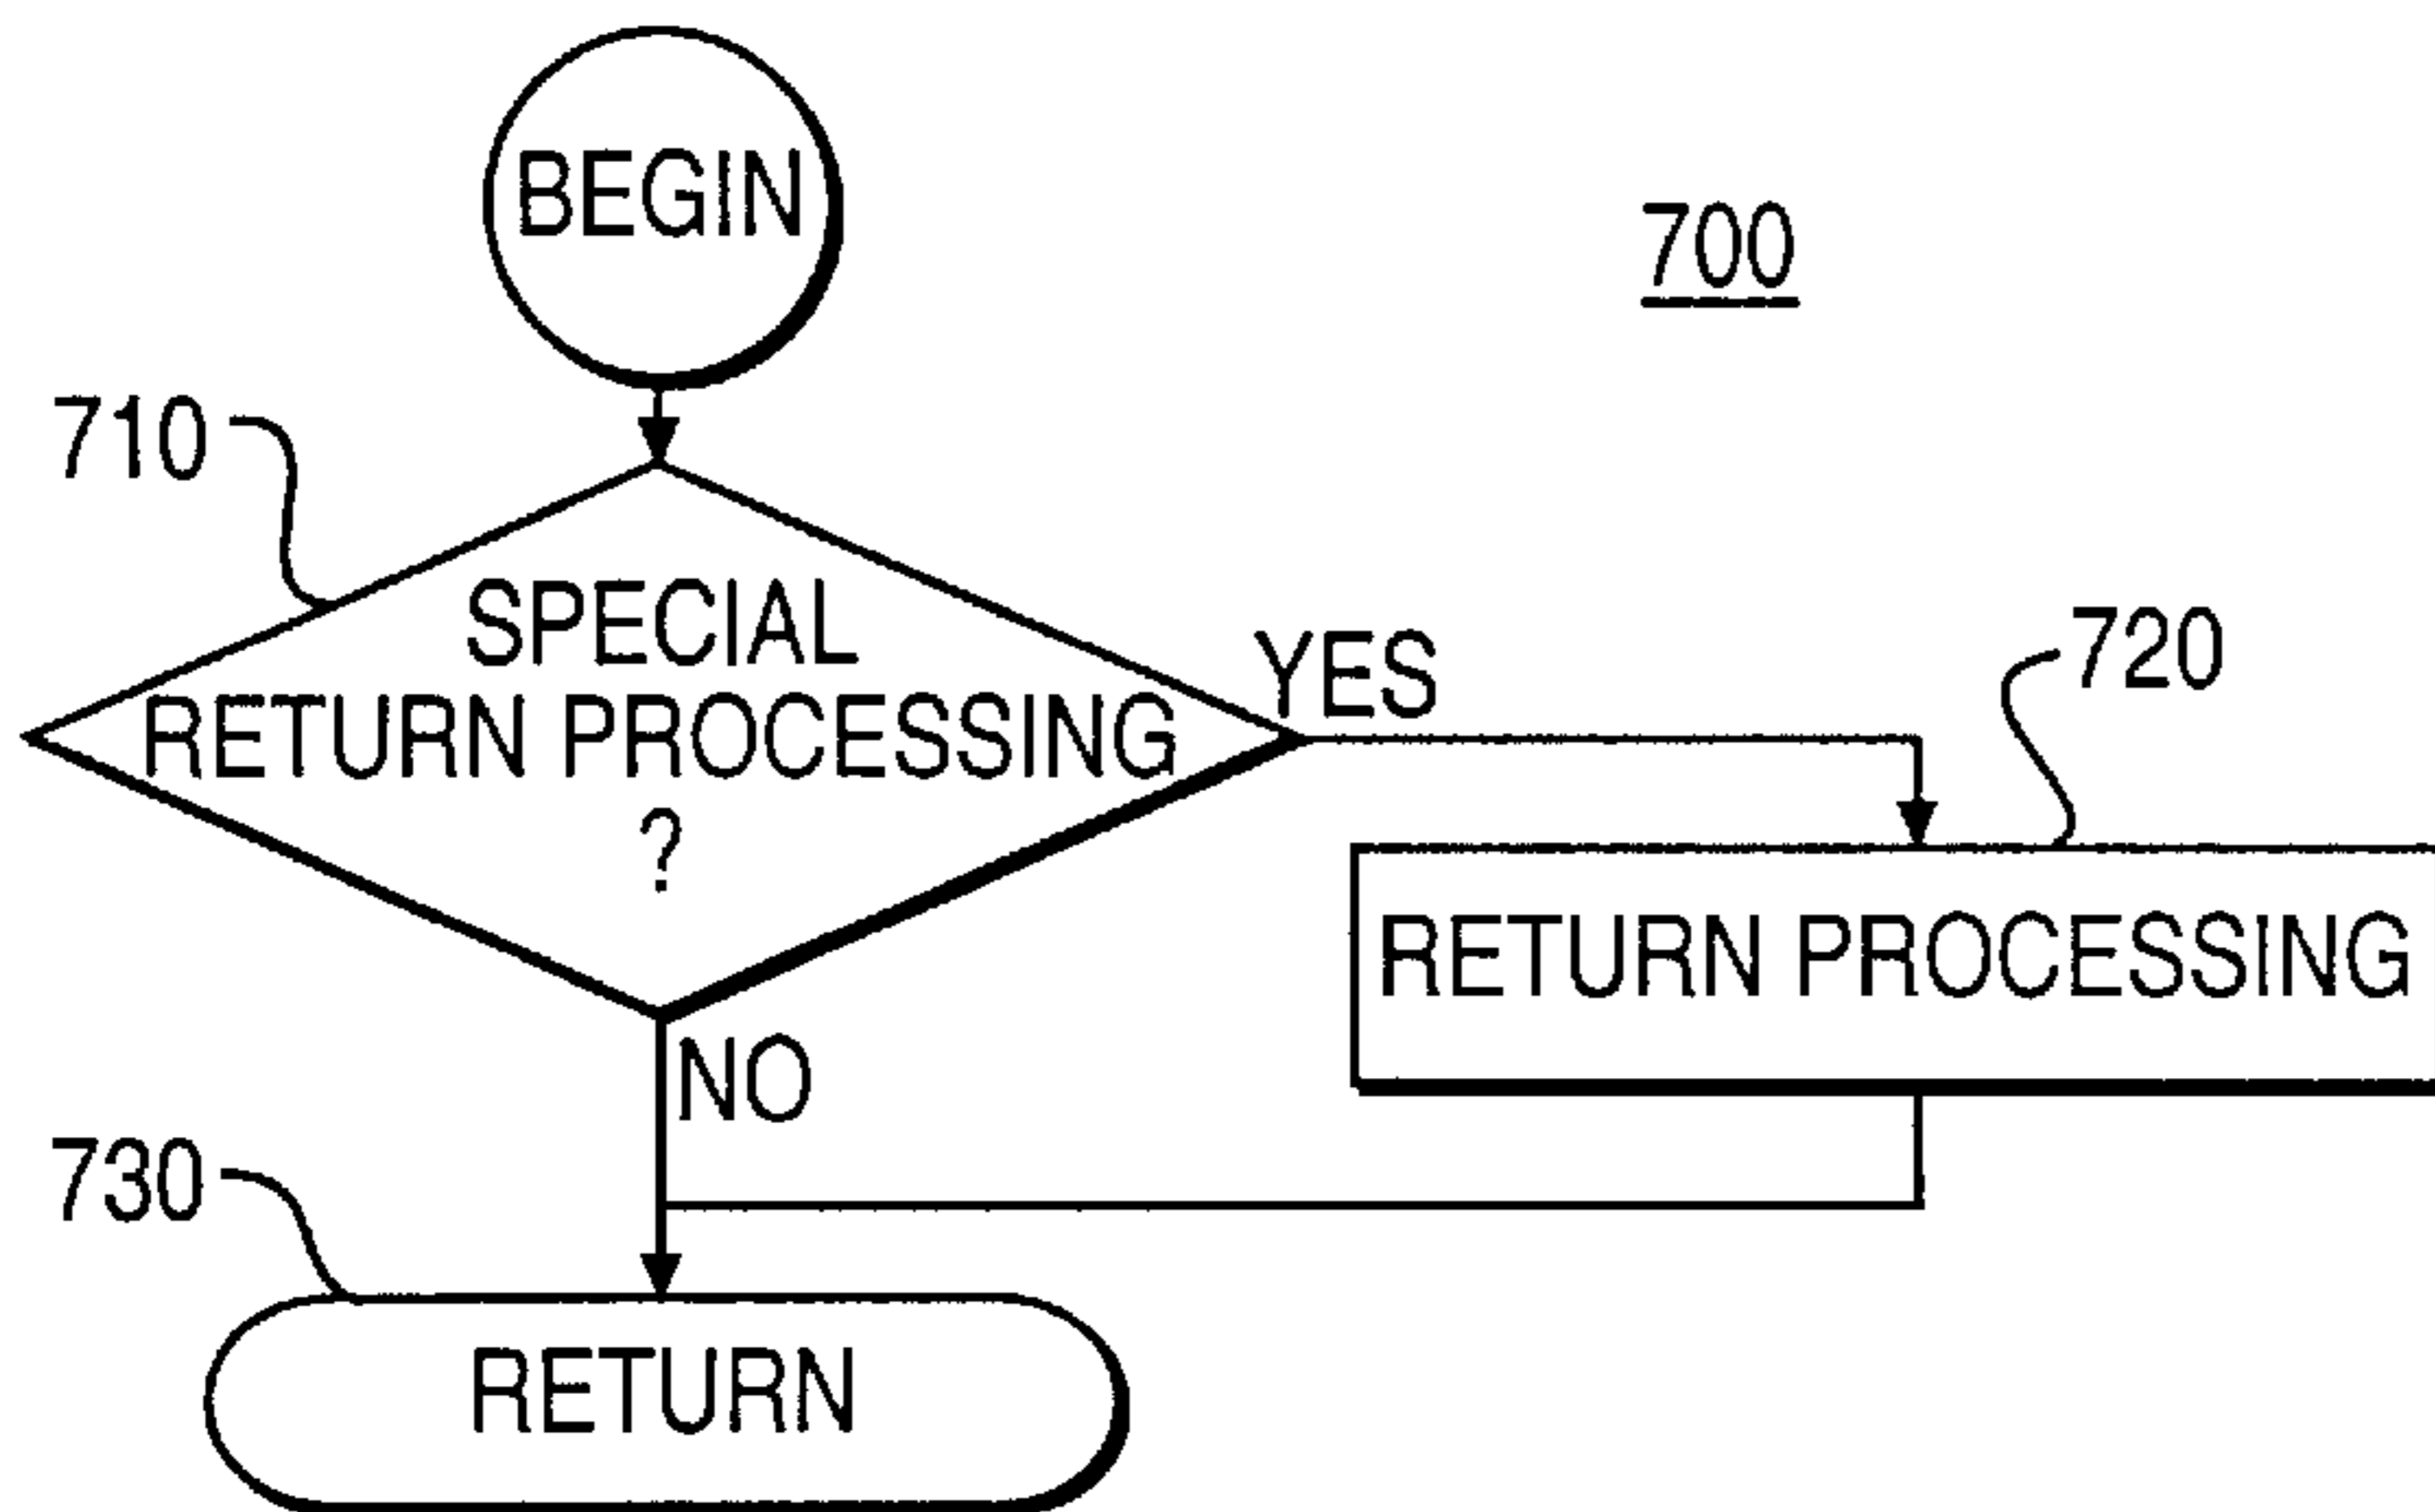 BEGIN
700
710
SPECIAL
RETURN PROCESSING
?
YES
720
RETURN PROCESSING
NO
730
RETURN